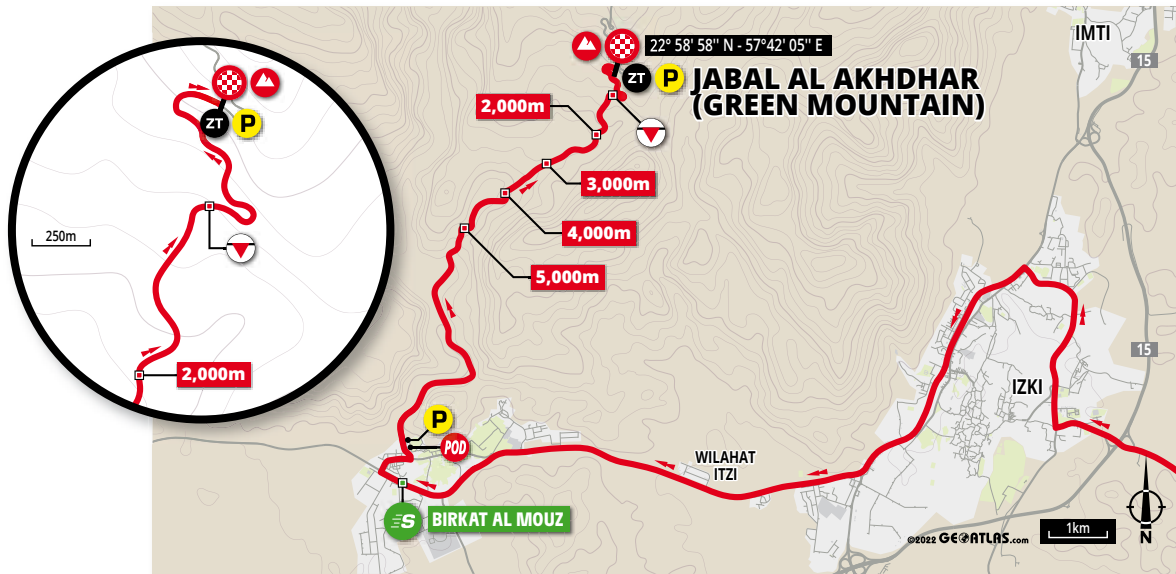 22° 58' 58'' N - 57°42' 05'' E
ZT
P
JABAL AL AKHDHAR
(GREEN MOUNTAIN)
IMTI
15
2,000m
3,000m
4,000m
5,000m
ZT
P
250m
2,000m
15
IZKI
P
POD
WILAHAT
ITZI
S
BIRKAT AL MOUZ
©2022 GEOATLAS.com
1km
N